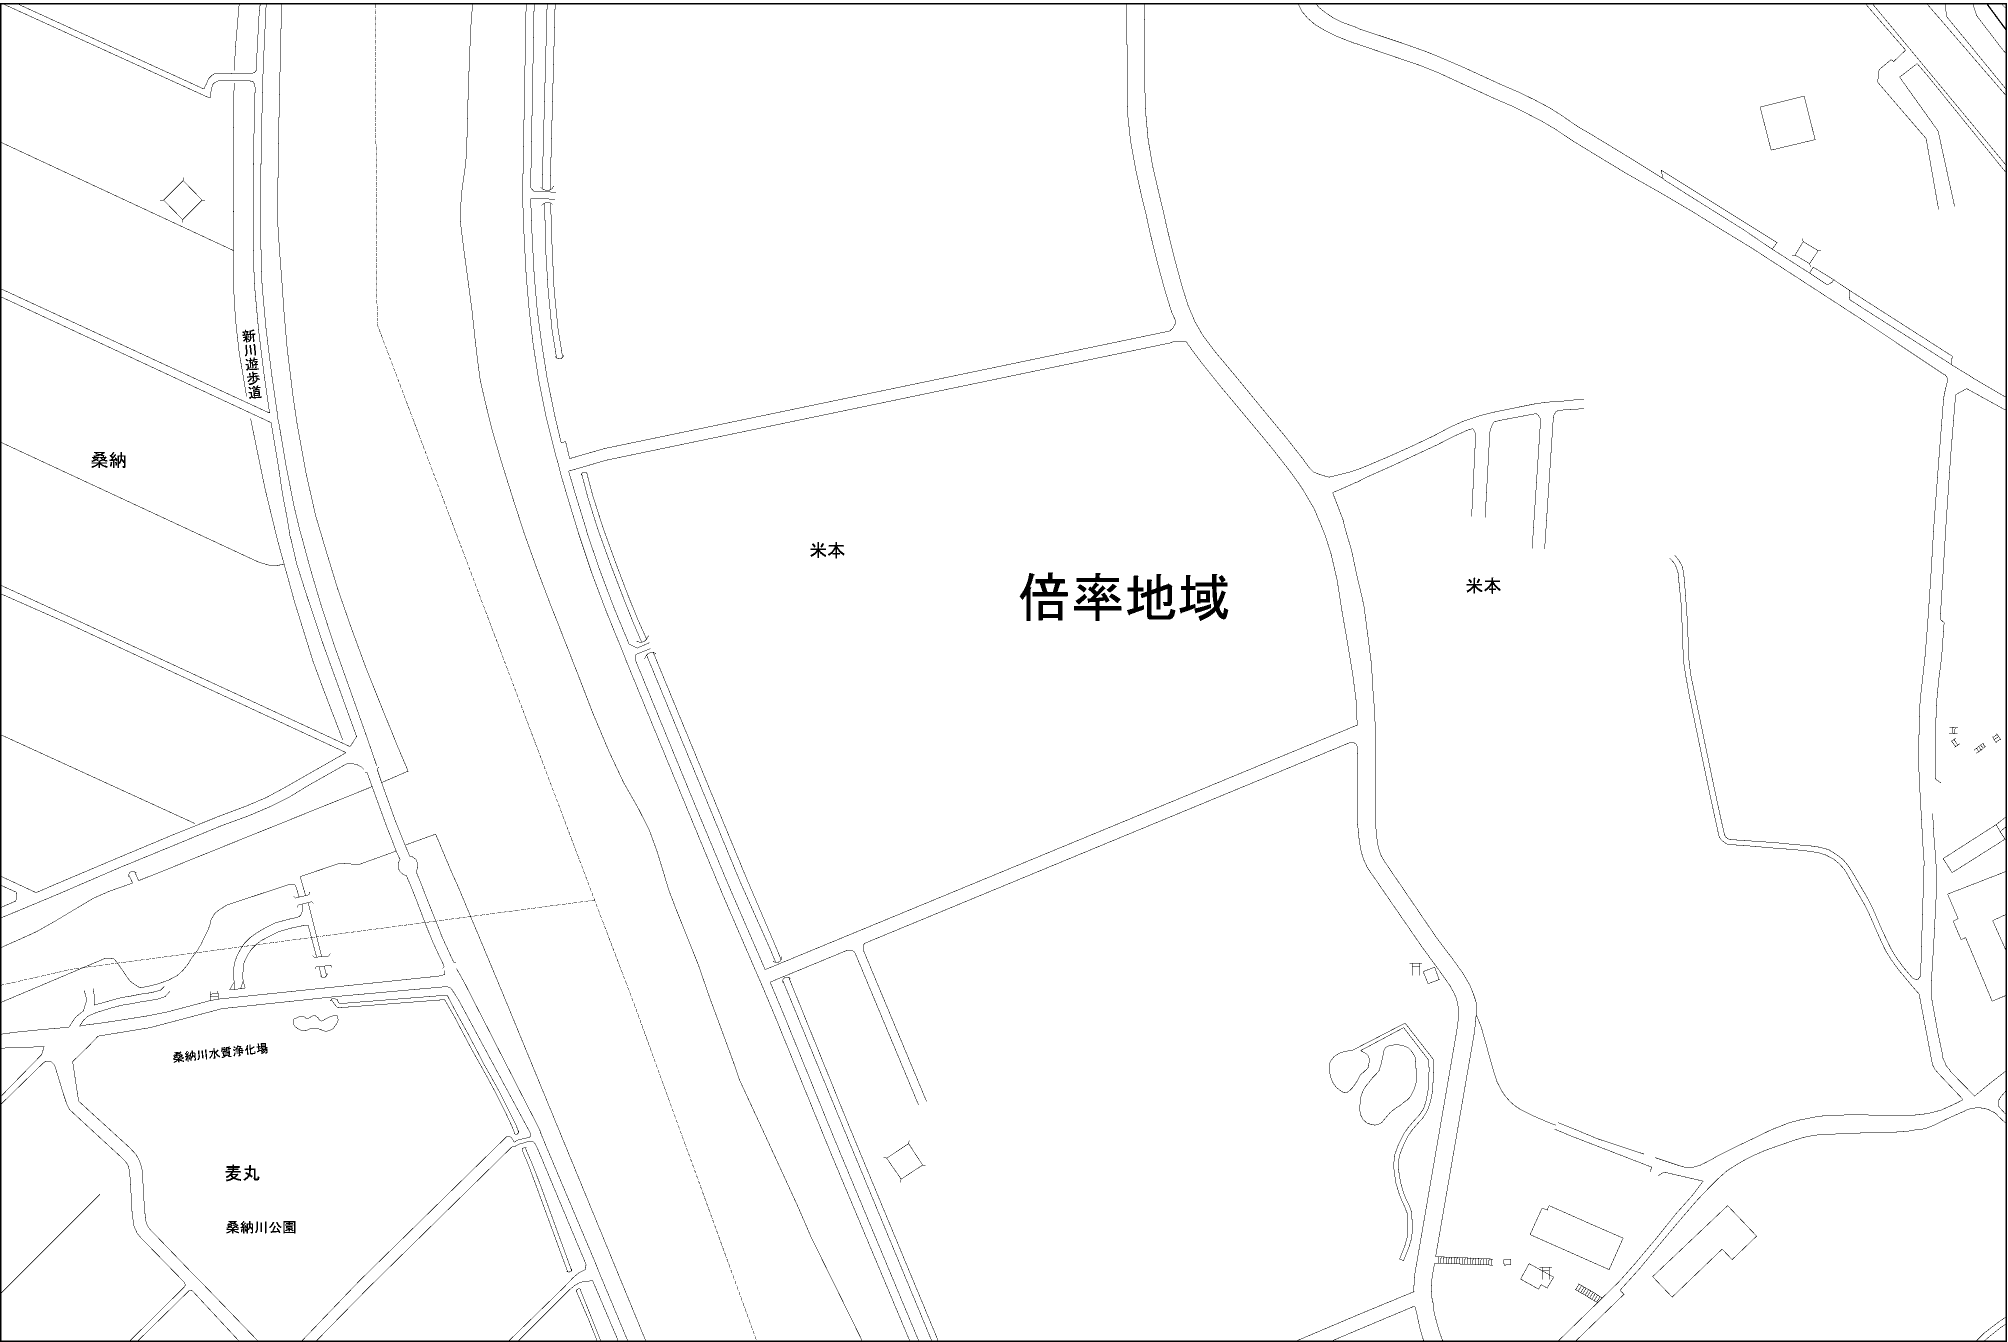 新川遊歩道
桑納
米本
倍率地域
米本
桑納川水質浄化場
麦丸
桑納川公園